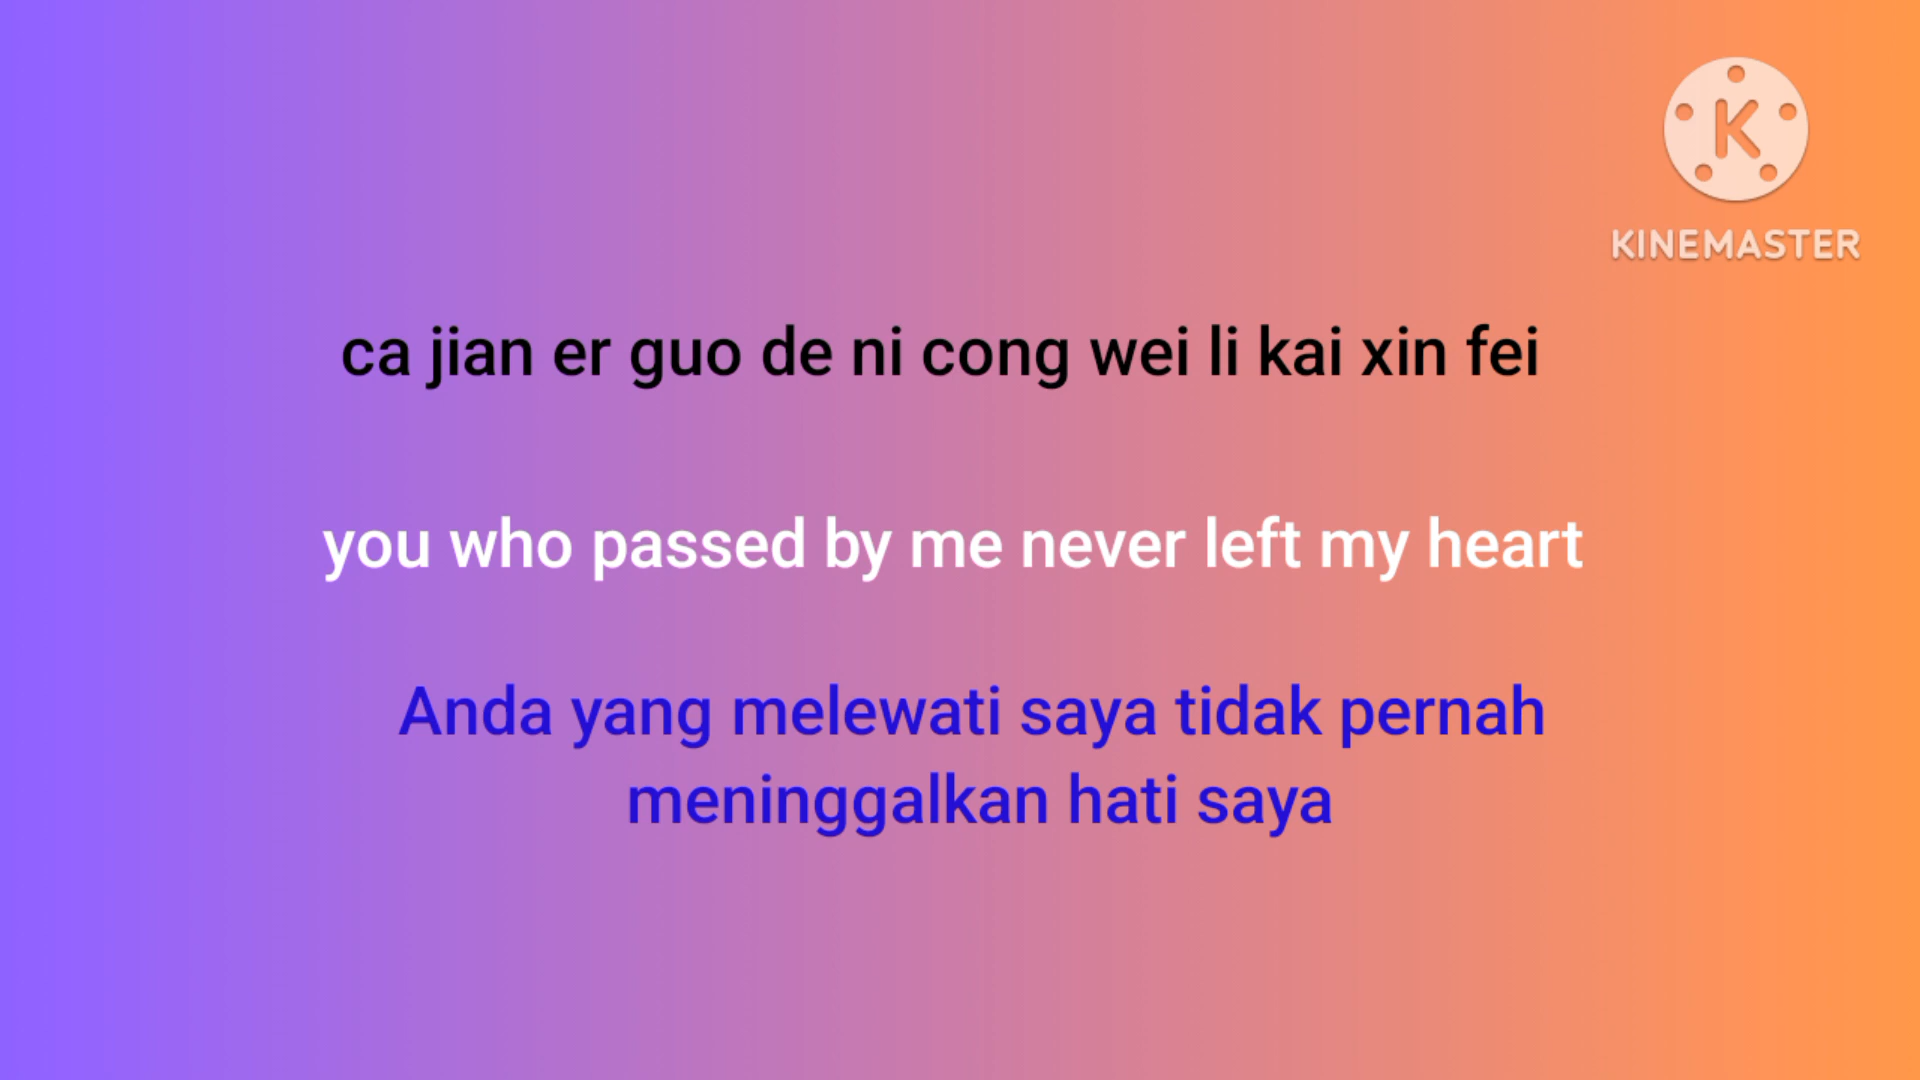 K
KINEMASTER
ca jian er guo de ni cong wei li kai xin fei
you who passed by me never left my heart
Anda yang melewati saya tidak pernah
meninggalkan hati saya